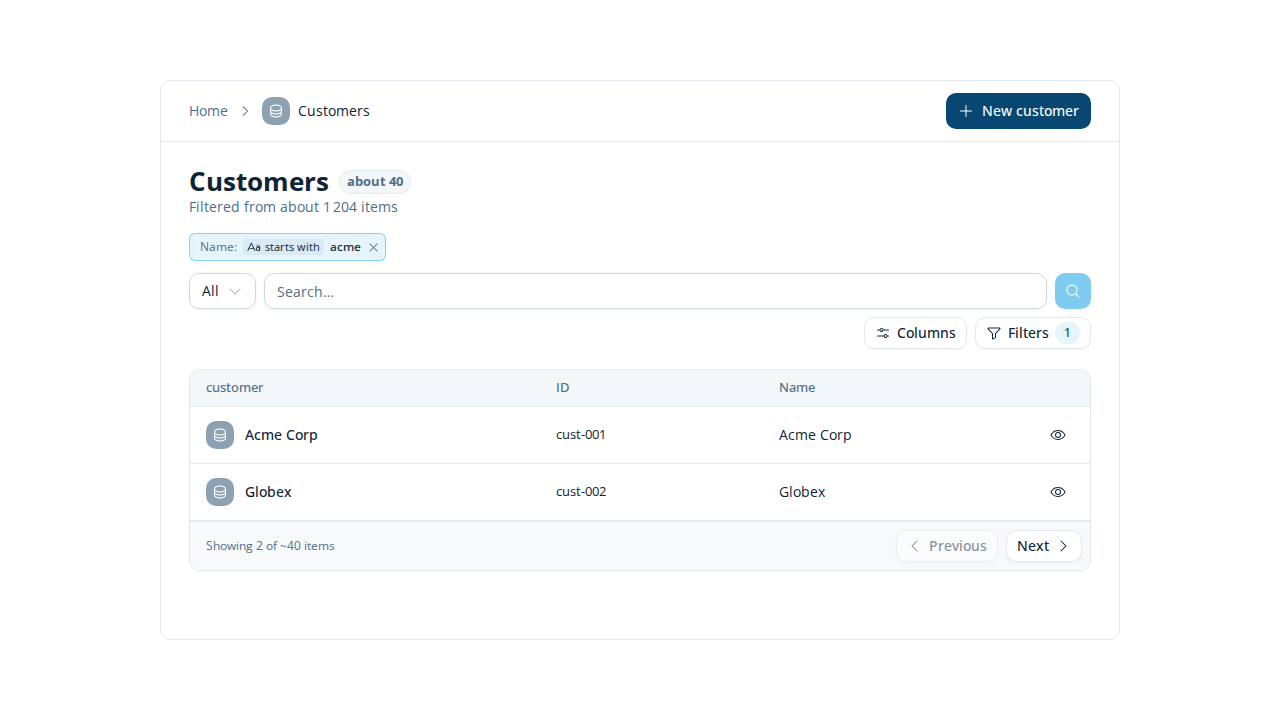 Home
Customers
New customer
Customers
about 40
Filtered from about 1 204 items
Name: Aa starts with acme
All
Search...
Columns
Filters 1
customer ID Name
Acme Corp cust-001 Acme Corp
Globex cust-002 Globex
Showing 2 of ~40 items
Previous
Next